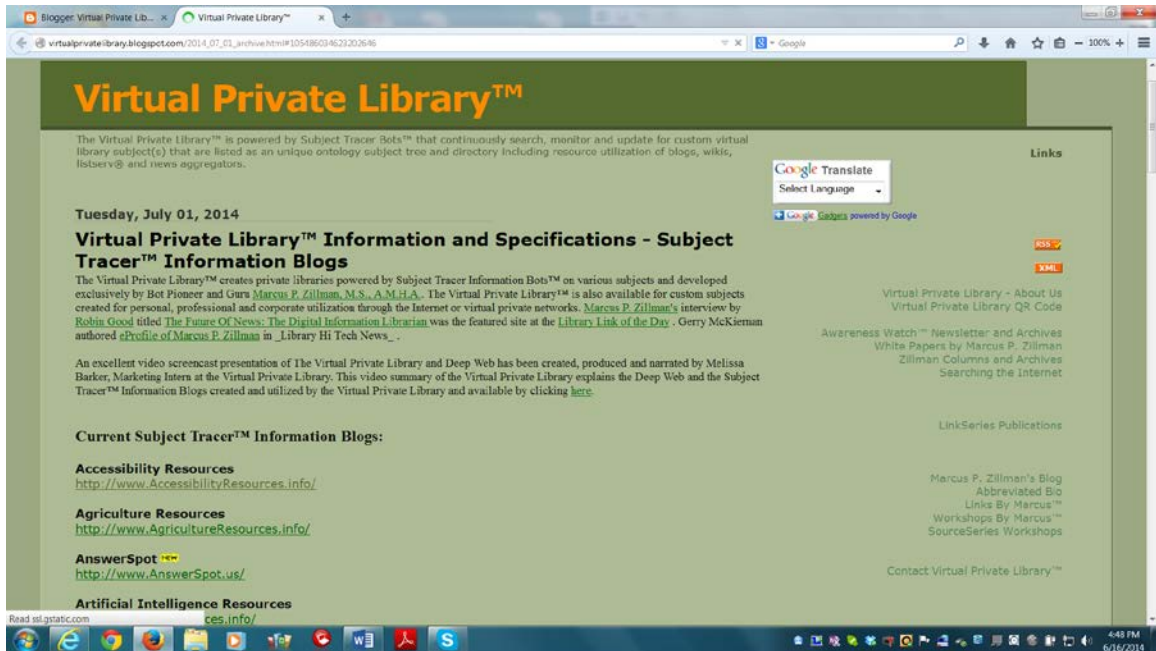 Blogger: Virtual Private Lib...
Virtual Private Library™
virtualprivatelibrary.blogspot.com/2014_07_01_archive.html#105486034623202646
Google
100%
Virtual Private Library™
The Virtual Private Library™ is powered by Subject Tracer Bots™ that continuously search, monitor and update for custom virtual
library subject(s) that are listed as an unique ontology subject tree and directory including resource utilization of blogs, wikis,
listserv® and news aggregators.
Links
Google Translate
Select Language
Google Gadgets powered by Google
Tuesday, July 01, 2014
Virtual Private Library™ Information and Specifications - Subject
Tracer™ Information Blogs
The Virtual Private Library™ creates private libraries powered by Subject Tracer Information Bots™ on various subjects and developed
exclusively by Bot Pioneer and Guru Marcus P. Zillman, M.S., A.M.H.A.. The Virtual Private Library™ is also available for custom subjects
created for personal, professional and corporate utilization through the Internet or virtual private networks. Marcus P. Zillman's interview by
Robin Good titled The Future Of News: The Digital Information Librarian was the featured site at the Library Link of the Day . Gerry McKiernan
authored eProfile of Marcus P. Zillman in _Library Hi Tech News_ .
An excellent video screencast presentation of The Virtual Private Library and Deep Web has been created, produced and narrated by Melissa
Barker, Marketing Intern at the Virtual Private Library. This video summary of the Virtual Private Library explains the Deep Web and the Subject
Tracer™ Information Blogs created and utilized by the Virtual Private Library and available by clicking here.
Current Subject Tracer™ Information Blogs:
Accessibility Resources
http://www.AccessibilityResources.info/
Agriculture Resources
http://www.AgricultureResources.info/
AnswerSpot NEW
http://www.AnswerSpot.us/
Artificial Intelligence Resources
ces.info/
RSS
XML
Virtual Private Library - About Us
Virtual Private Library QR Code
Awareness Watch™ Newsletter and Archives
White Papers by Marcus P. Zillman
Zillman Columns and Archives
Searching the Internet
LinkSeries Publications
Marcus P. Zillman's Blog
Abbreviated Bio
Links By Marcus™
Workshops By Marcus™
SourceSeries Workshops
Contact Virtual Private Library™
Read ssl.gstatic.com
4:48 PM
6/16/2014